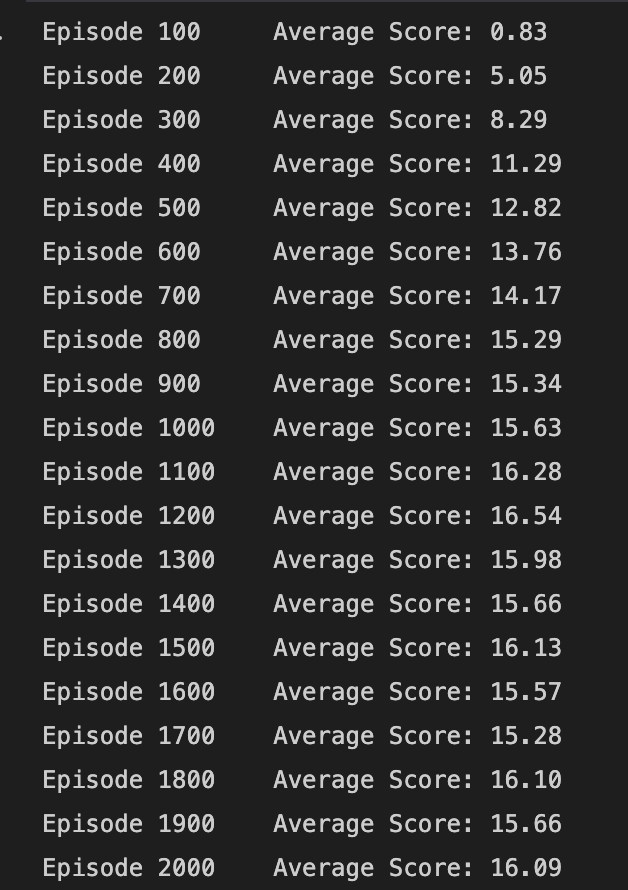 Episode 100 Average Score: 0.83
Episode 200 Average Score: 5.05
Episode 300 Average Score: 8.29
Episode 400 Average Score: 11.29
Episode 500 Average Score: 12.82
Episode 600 Average Score: 13.76
Episode 700 Average Score: 14.17
Episode 800 Average Score: 15.29
Episode 900 Average Score: 15.34
Episode 1000 Average Score: 15.63
Episode 1100 Average Score: 16.28
Episode 1200 Average Score: 16.54
Episode 1300 Average Score: 15.98
Episode 1400 Average Score: 15.66
Episode 1500 Average Score: 16.13
Episode 1600 Average Score: 15.57
Episode 1700 Average Score: 15.28
Episode 1800 Average Score: 16.10
Episode 1900 Average Score: 15.66
Episode 2000 Average Score: 16.09